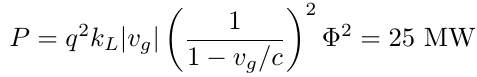 $P = q^2 k_L |v_g| \left( \frac{1}{1 - v_g/c} \right)^2 \Phi^2 = 25 \text{ MW}$